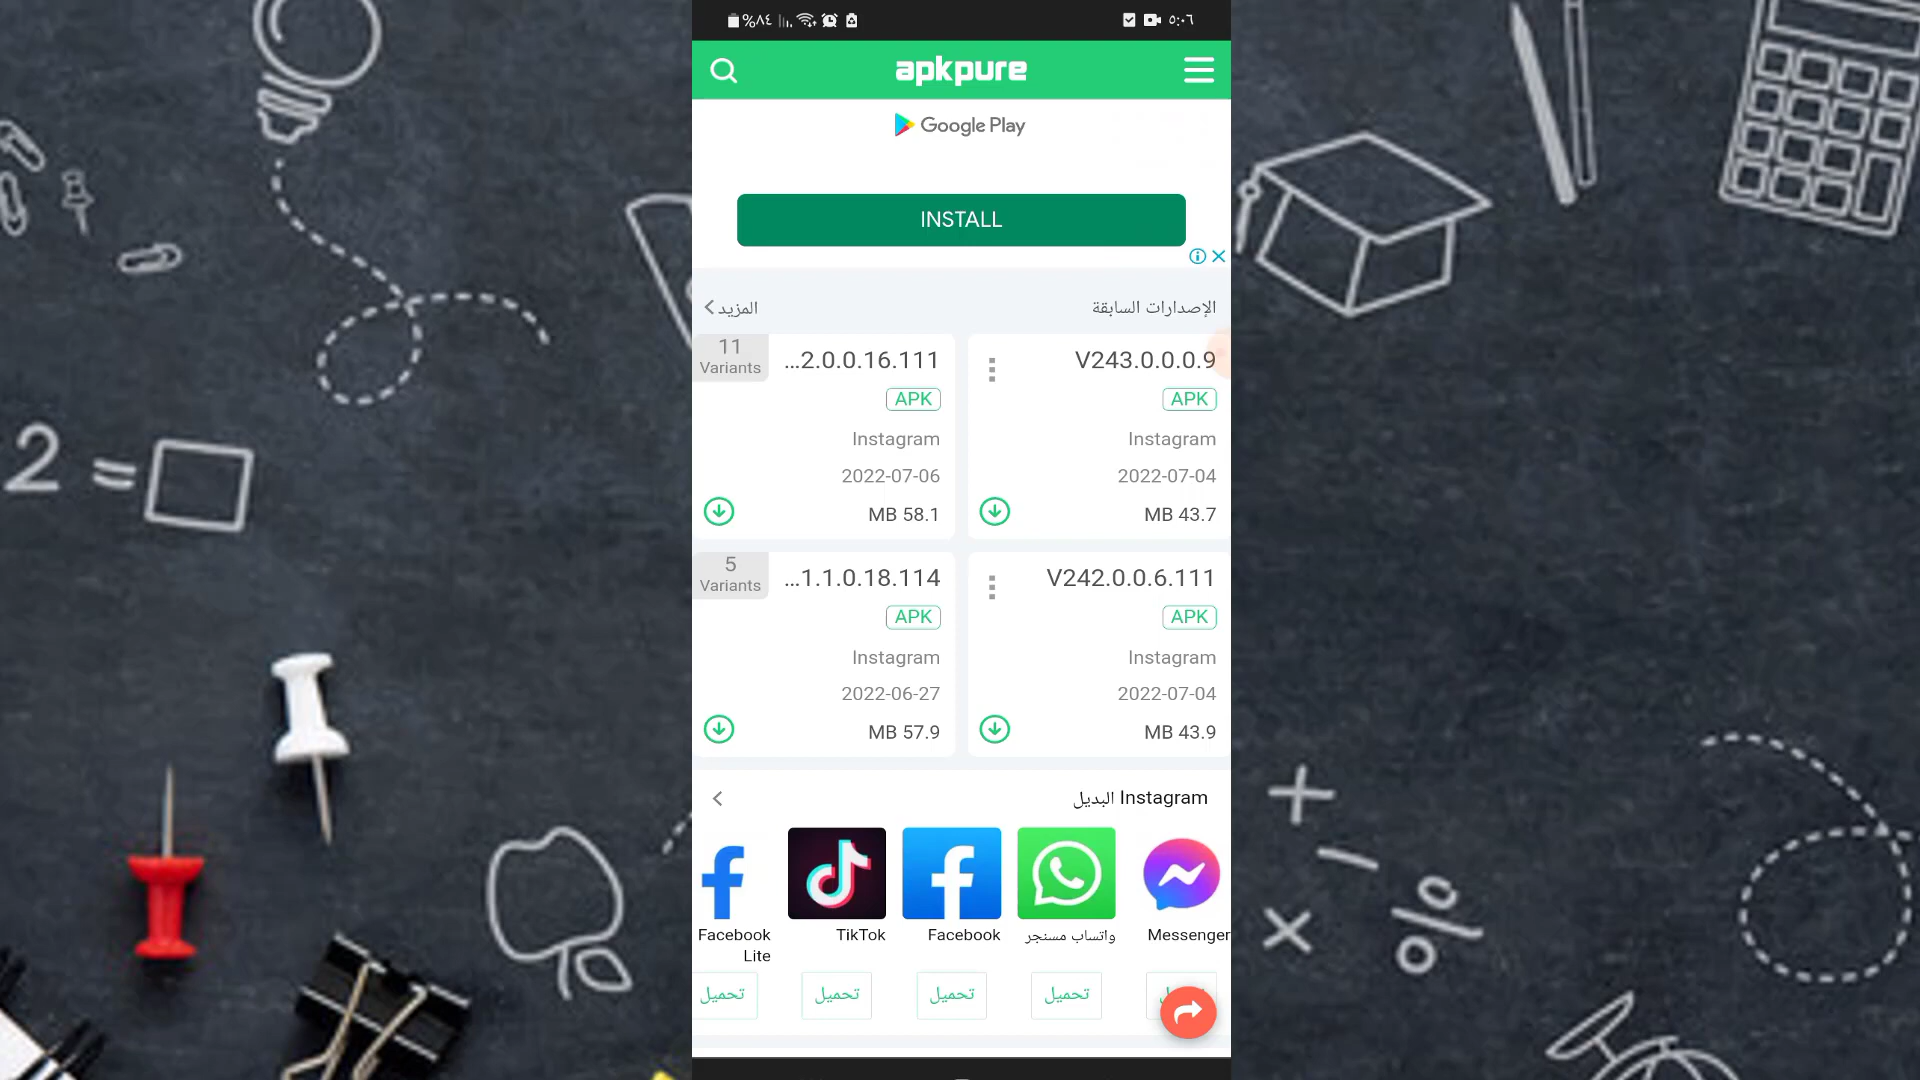 %٨٤
٥:٠٦
apkpure
Google Play
INSTALL
الإصدارات السابقة
المزيد
V243.0.0.0.9
APK
Instagram
2022-07-04
MB 43.7
11
Variants
...2.0.0.16.111
APK
Instagram
2022-07-06
MB 58.1
V242.0.0.6.111
APK
Instagram
2022-07-04
MB 43.9
5
Variants
...1.1.0.18.114
APK
Instagram
2022-06-27
MB 57.9
Instagram البديل
Messenger
واتساب مسنجر
Facebook
TikTok
Facebook
Lite
تحميل
تحميل
تحميل
تحميل
2 =
+
−
×
%